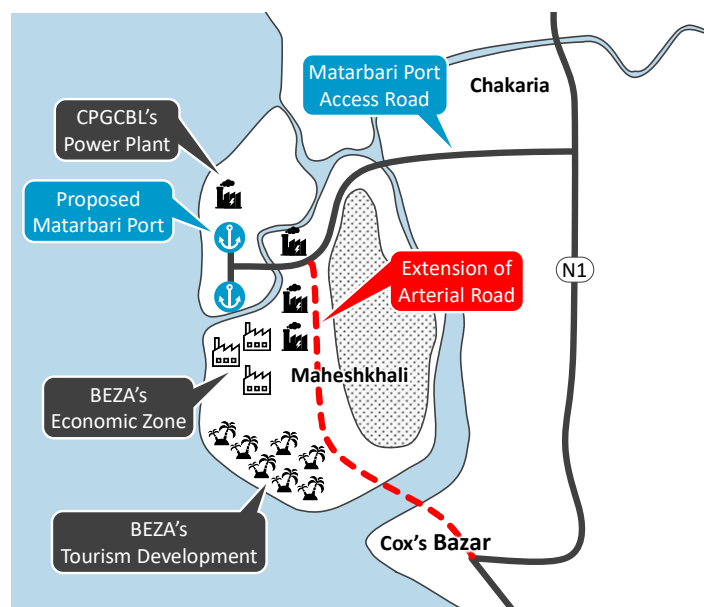 Matarbari Port
Access Road
Chakaria
CPGCBL's
Power Plant
Proposed
Matarbari Port
Extension of
Arterial Road
N1
Maheshkhali
BEZA's
Economic Zone
BEZA's
Tourism Development
Cox's Bazar